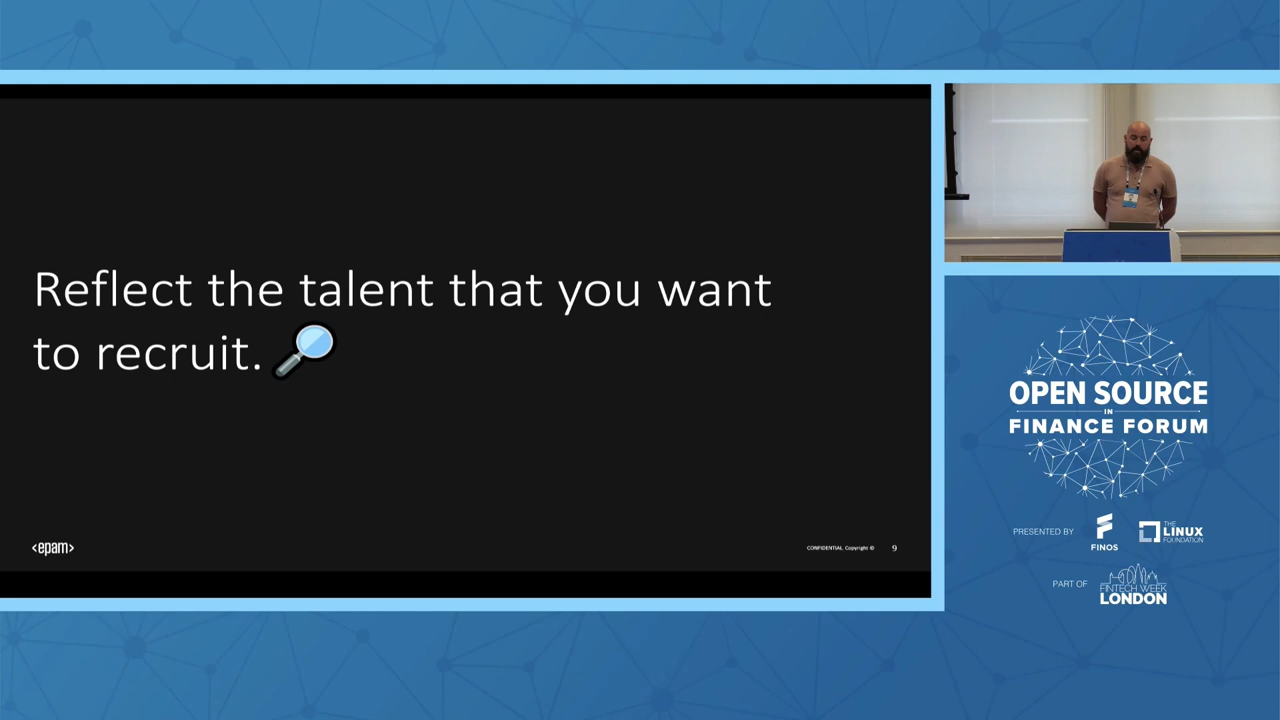 Reflect the talent that you want
to recruit.
<epam>
CONFIDENTIAL Copyright ©
9
OPEN SOURCE
IN
FINANCE FORUM
PRESENTED BY
FINOS
THE
LINUX
FOUNDATION
PART OF
FINTECH WEEK
LONDON